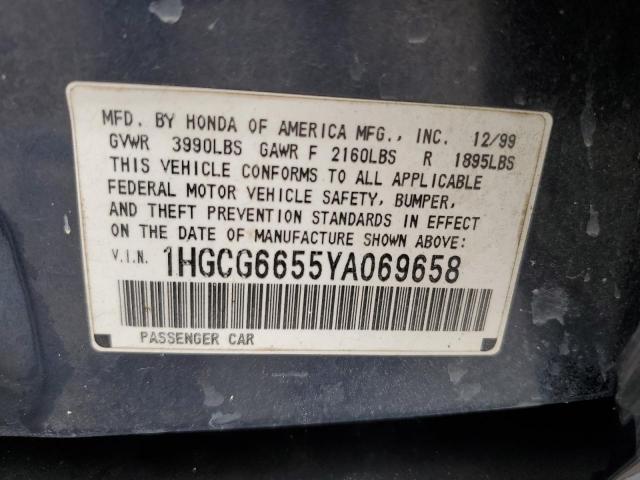 MFD. BY HONDA OF AMERICA MFG., INC. 12/99
GVWR 3990LBS GAWR F 2160LBS R 1895LBS
THIS VEHICLE CONFORMS TO ALL APPLICABLE
FEDERAL MOTOR VEHICLE SAFETY, BUMPER,
AND THEFT PREVENTION STANDARDS IN EFFECT
ON THE DATE OF MANUFACTURE SHOWN ABOVE:
V.I.N. 1HGCG6655YA069658
PASSENGER CAR